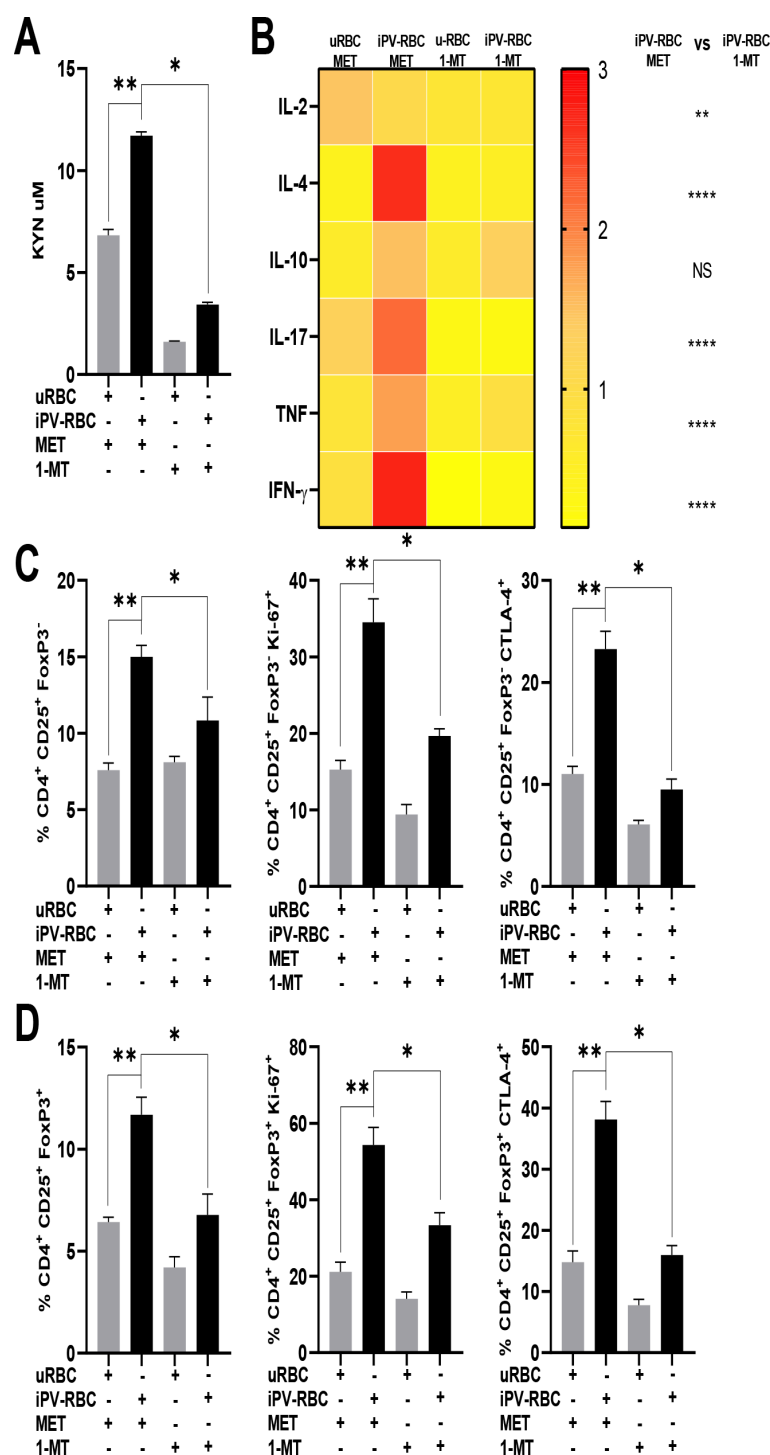 A
15
10
5
0
KYN uM
**
*
uRBC + - + -
iPV-RBC - + - +
MET + + - -
1-MT - - + +
B
uRBC iPV-RBC u-RBC iPV-RBC
MET MET 1-MT 1-MT
iPV-RBC vs iPV-RBC
MET 1-MT
IL-2
IL-4
IL-10
IL-17
TNF
IFN-γ
3
2
1
**
****
NS
****
****
****
C
20
15
10
5
0
% CD4⁺ CD25⁺ FoxP3⁻
**
*
uRBC + - + -
iPV-RBC - + - +
MET + + - -
1-MT - - + +
40
30
20
10
0
% CD4⁺ CD25⁺ FoxP3⁻ Ki-67⁺
**
*
uRBC + - + -
iPV-RBC - + - +
MET + + - -
1-MT - - + +
30
20
10
0
% CD4⁺ CD25⁺ FoxP3⁻ CTLA-4⁺
**
*
uRBC + - + -
iPV-RBC - + - +
MET + + - -
1-MT - - + +
D
15
10
5
0
% CD4⁺ CD25⁺ FoxP3⁺
**
*
uRBC + - + -
iPV-RBC - + - +
MET + + - -
1-MT - - + +
80
60
40
20
0
% CD4⁺ CD25⁺ FoxP3⁺ Ki-67⁺
**
*
uRBC + - + -
iPV-RBC - + - +
MET + + - -
1-MT - - + +
50
40
30
20
10
0
% CD4⁺ CD25⁺ FoxP3⁺ CTLA-4⁺
**
*
uRBC + - + -
iPV-RBC - + - +
MET + + - -
1-MT - - + +